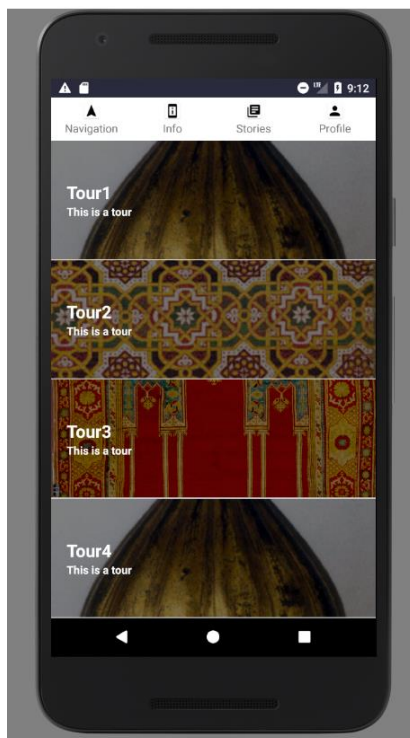 LTE 9:12
Navigation Info Stories Profile
Tour1
This is a tour
Tour2
This is a tour
Tour3
This is a tour
Tour4
This is a tour